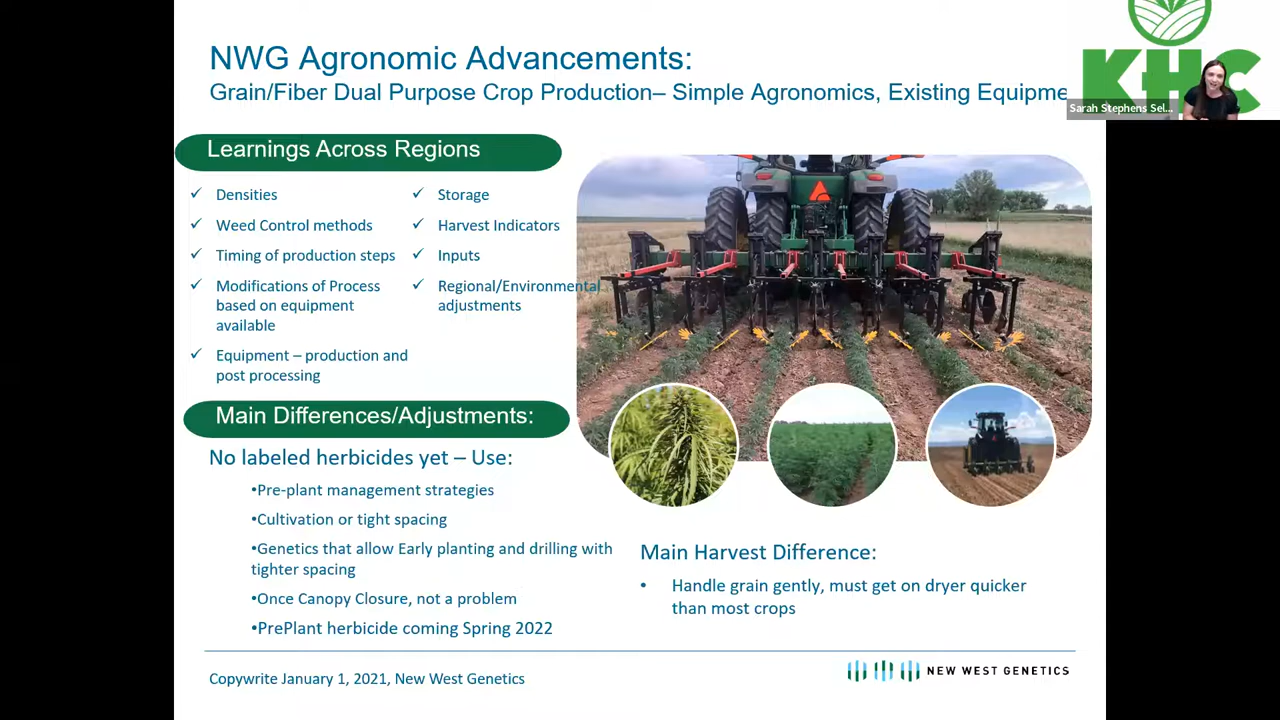 NWG Agronomic Advancements:
Grain/Fiber Dual Purpose Crop Production– Simple Agronomics, Existing Equipme
KHC
Sarah Stephens Sel...
Learnings Across Regions
✓ Densities
✓ Weed Control methods
✓ Timing of production steps
✓ Modifications of Process
based on equipment
available
✓ Equipment – production and
post processing
✓ Storage
✓ Harvest Indicators
✓ Inputs
✓ Regional/Environmental
adjustments
Main Differences/Adjustments:
No labeled herbicides yet – Use:
•Pre-plant management strategies
•Cultivation or tight spacing
•Genetics that allow Early planting and drilling with
tighter spacing
•Once Canopy Closure, not a problem
•PrePlant herbicide coming Spring 2022
Main Harvest Difference:
• Handle grain gently, must get on dryer quicker
than most crops
Copywrite January 1, 2021, New West Genetics
NEW WEST GENETICS